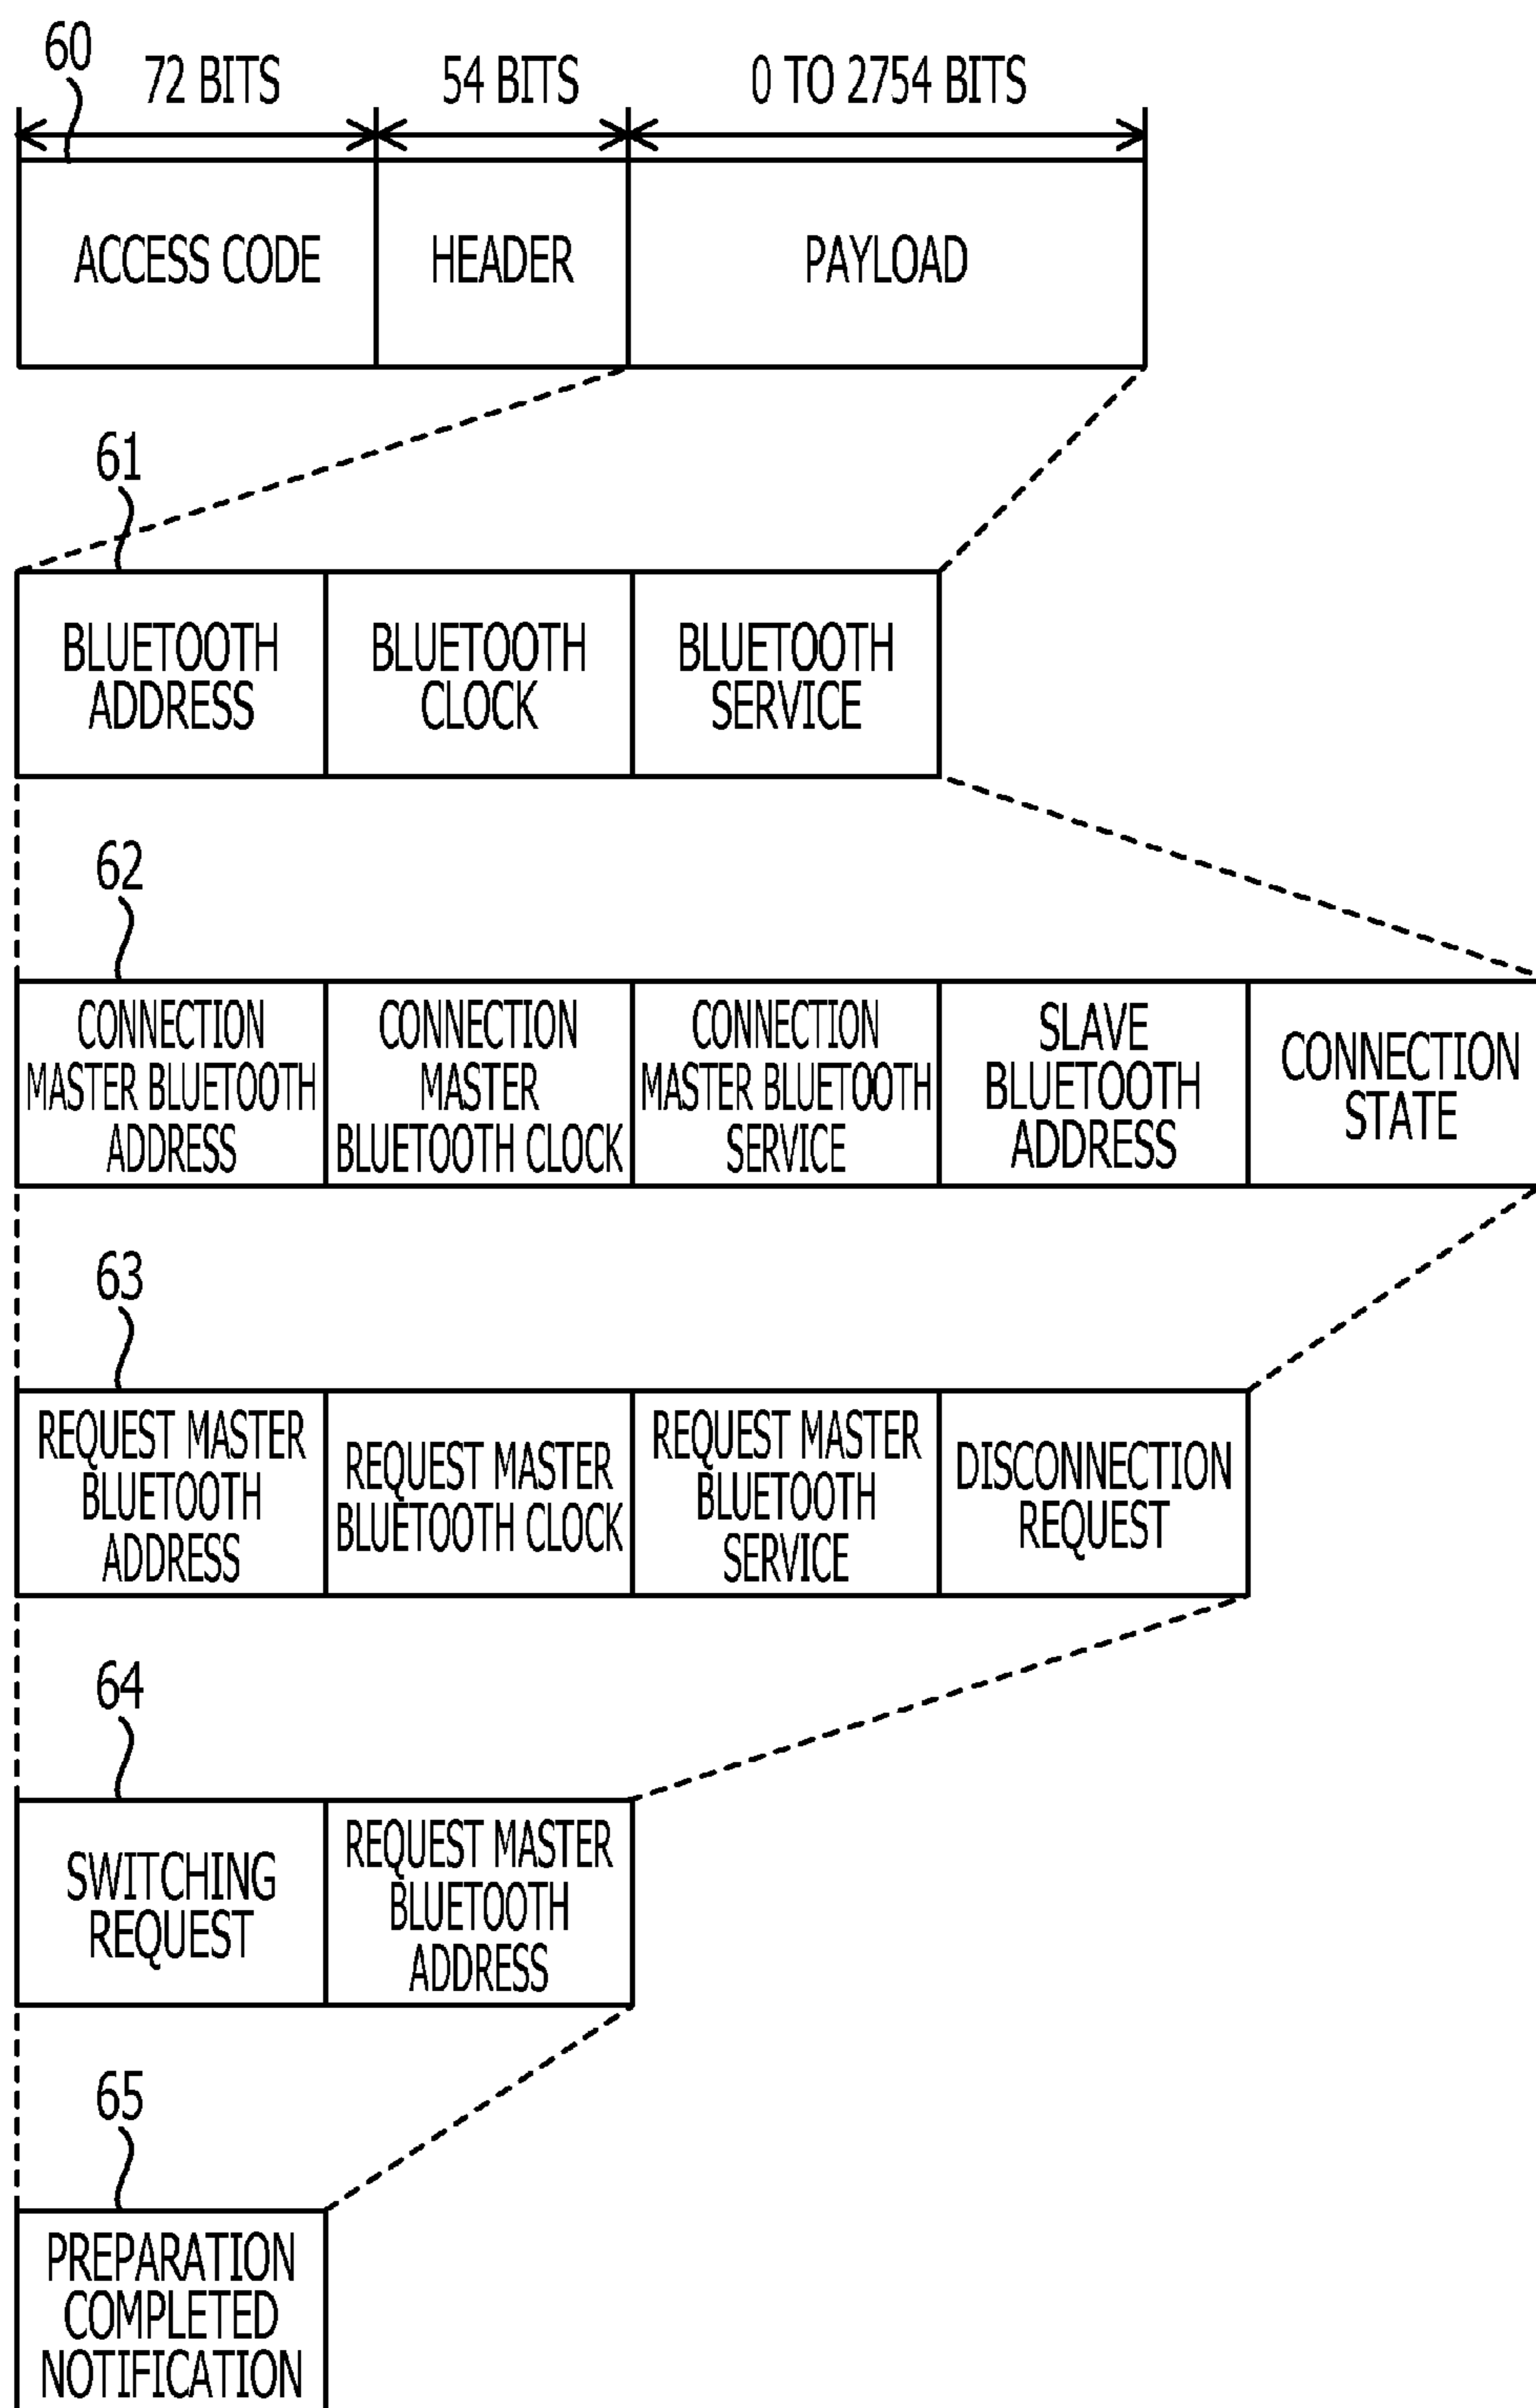 60
72 BITS 54 BITS 0 TO 2754 BITS
ACCESS CODE HEADER PAYLOAD
61
BLUETOOTH
ADDRESS
BLUETOOTH
CLOCK
BLUETOOTH
SERVICE
62
CONNECTION
MASTER BLUETOOTH
ADDRESS
CONNECTION
MASTER
BLUETOOTH CLOCK
CONNECTION
MASTER BLUETOOTH
SERVICE
SLAVE
BLUETOOTH
ADDRESS
CONNECTION
STATE
63
REQUEST MASTER
BLUETOOTH
ADDRESS
REQUEST MASTER
BLUETOOTH CLOCK
REQUEST MASTER
BLUETOOTH
SERVICE
DISCONNECTION
REQUEST
64
SWITCHING
REQUEST
REQUEST MASTER
BLUETOOTH
ADDRESS
65
PREPARATION
COMPLETED
NOTIFICATION